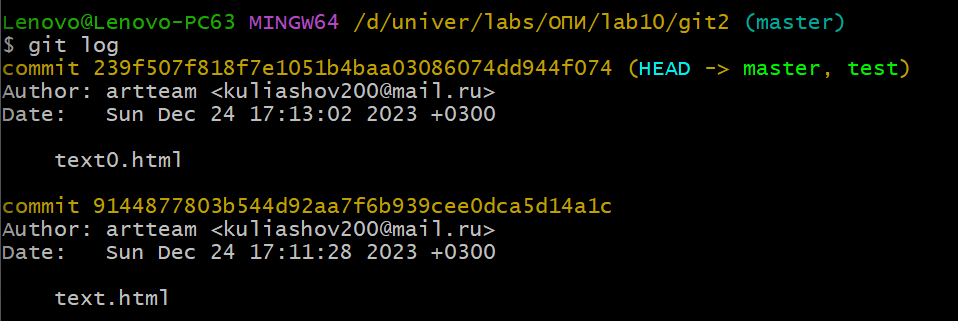 Lenovo@Lenovo-PC63 MINGW64 /d/univer/labs/ОПИ/lab10/git2 (master)
$ git log
commit 239f507f818f7e1051b4baa03086074dd944f074 (HEAD -> master, test)
Author: artteam <kuliashov200@mail.ru>
Date:   Sun Dec 24 17:13:02 2023 +0300
    text0.html
commit 9144877803b544d92aa7f6b939cee0dca5d14a1c
Author: artteam <kuliashov200@mail.ru>
Date:   Sun Dec 24 17:11:28 2023 +0300
    text.html